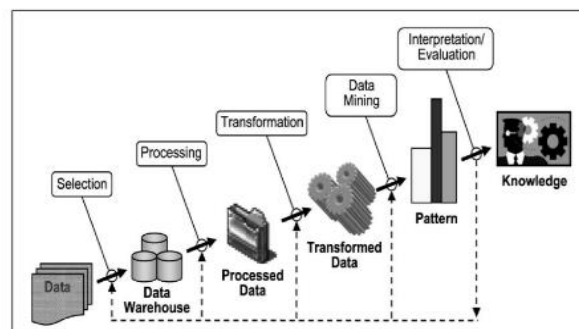 Interpretation/
Evaluation
Data
Mining
Transformation
Processing
Selection
Knowledge
Pattern
Transformed
Data
Processed
Data
Data
Warehouse
Data